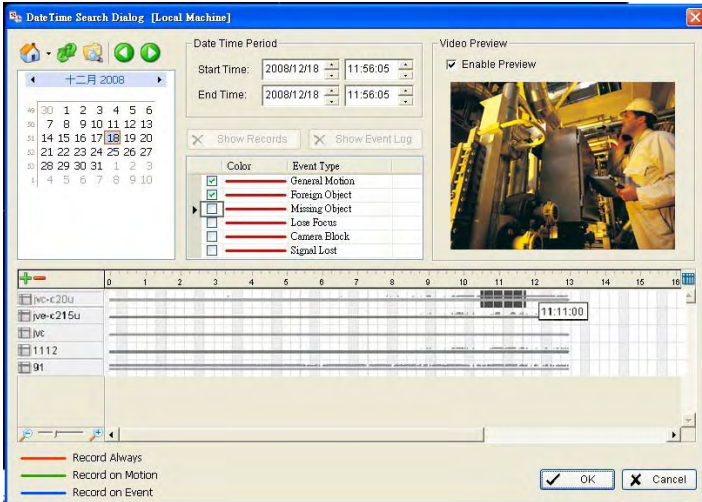 DateTime Search Dialog [Local Machine]
十二月 2008
49 30 1 2 3 4 5 6
50 7 8 9 10 11 12 13
51 14 15 16 17 18 19 20
52 21 22 23 24 25 26 27
53 28 29 30 31 1 2 3
1 4 5 6 7 8 9 10
Date Time Period
Start Time: 2008/12/18 11:56:05
End Time: 2008/12/18 11:56:05
Show Records Show Event Log
Color Event Type
General Motion
Foreign Object
Missing Object
Lose Focus
Camera Block
Signal Lost
Video Preview
Enable Preview
0 1 2 3 4 5 6 7 8 9 10 11 12 13 14 15 16
jvc-c20u
jve-c215u
11:11:00
jvc
1112
91
Record Always
Record on Motion
Record on Event
OK Cancel